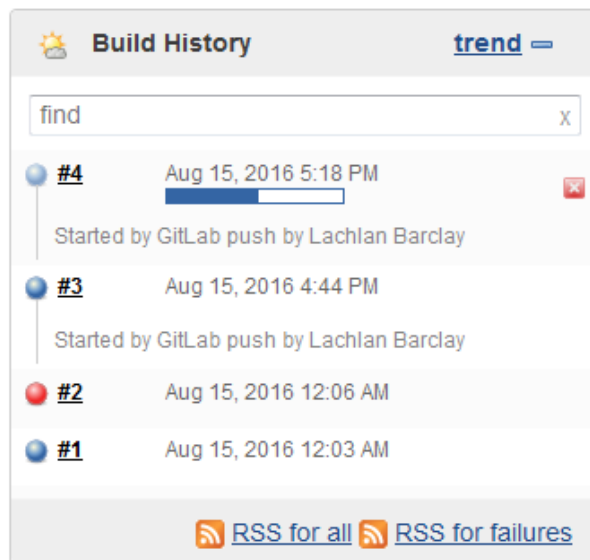 Build History trend
find x
#4 Aug 15, 2016 5:18 PM
Started by GitLab push by Lachlan Barclay
#3 Aug 15, 2016 4:44 PM
Started by GitLab push by Lachlan Barclay
#2 Aug 15, 2016 12:06 AM
#1 Aug 15, 2016 12:03 AM
RSS for all RSS for failures